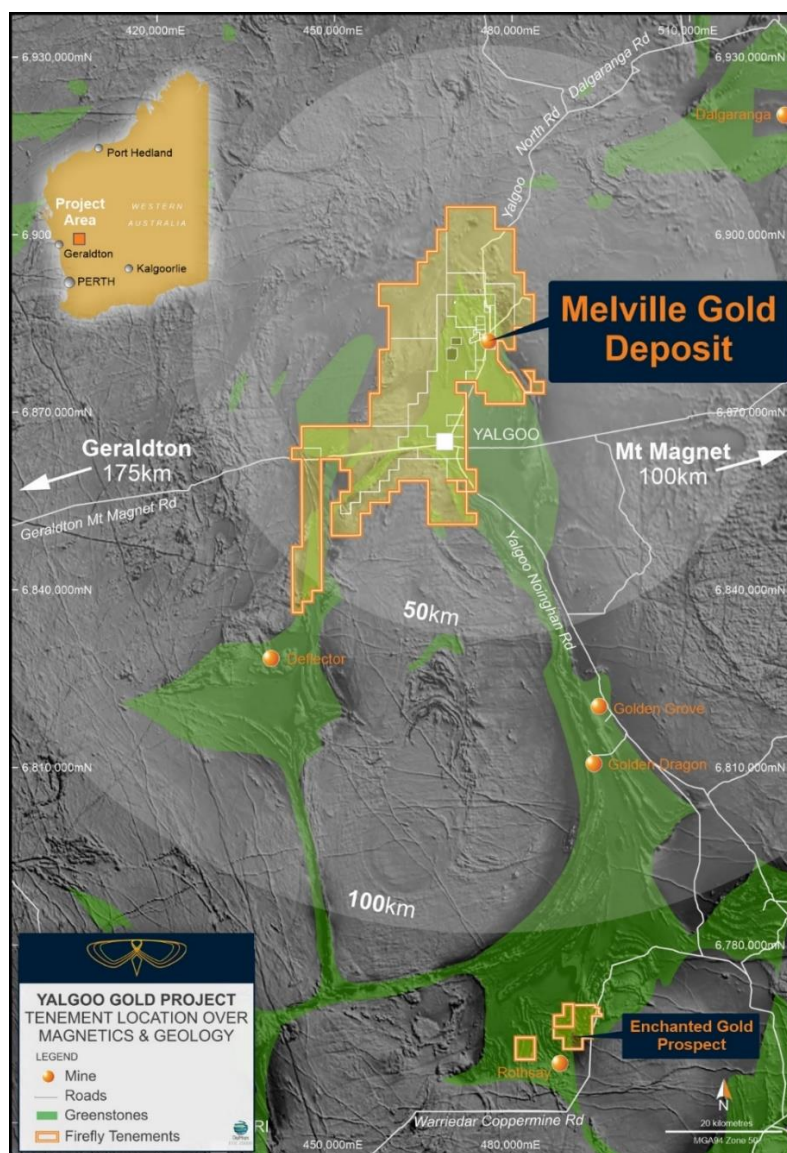 420,000mE
450,000mE
480,000mE
510,000mE
6,930,000mN
6,930,000mN
Dalgaranga Rd
North Rd
Yalgoo
Dalgaranga
Port Hedland
Project
Area
WESTERN
AUSTRALIA
Geraldton
Kalgoorlie
PERTH
6,900
6,900,000mN
Melville Gold
Deposit
6,870,000mN
6,870,000mN
YALGOO
Geraldton
175km
Mt Magnet
100km
Geraldton Mt Magnet Rd
Yalgoo Noinghan Rd
6,840,000mN
6,840,000mN
50km
Deflector
Golden Grove
Golden Dragon
6,810,000mN
6,810,000mN
100km
6,780,000mN
YALGOO GOLD PROJECT
TENEMENT LOCATION OVER
MAGNETICS & GEOLOGY
LEGEND
Mine
Roads
Greenstones
Firefly Tenements
Enchanted Gold
Prospect
Rothsay
RI
Warriedar Coppermine Rd
450,000mE
480,000mE
N
20 kilometres
MGA94 Zone 50